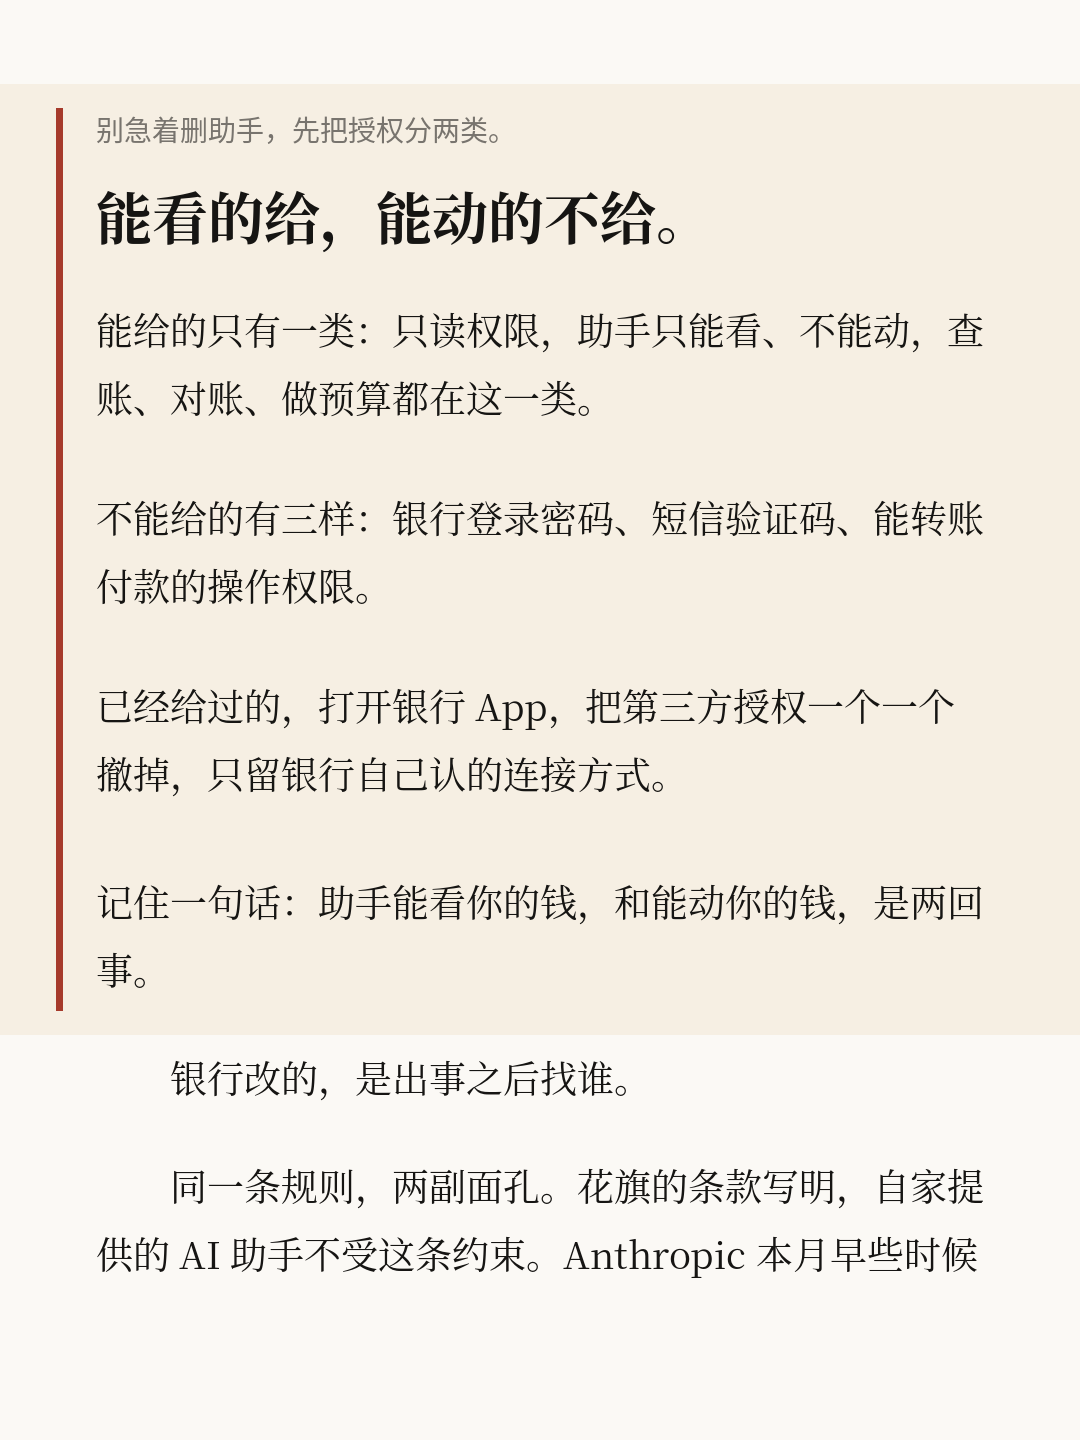 别急着删助手，先把授权分两类。
能看的给，能动的不给。
能给的只有一类：只读权限，助手只能看、不能动，查
账、对账、做预算都在这一类。
不能给的有三样：银行登录密码、短信验证码、能转账
付款的操作权限。
已经给过的，打开银行 App，把第三方授权一个一个
撤掉，只留银行自己认的连接方式。
记住一句话：助手能看你的钱，和能动你的钱，是两回
事。
银行改的，是出事之后找谁。
同一条规则，两副面孔。花旗的条款写明，自家提
供的 AI 助手不受这条约束。Anthropic 本月早些时候